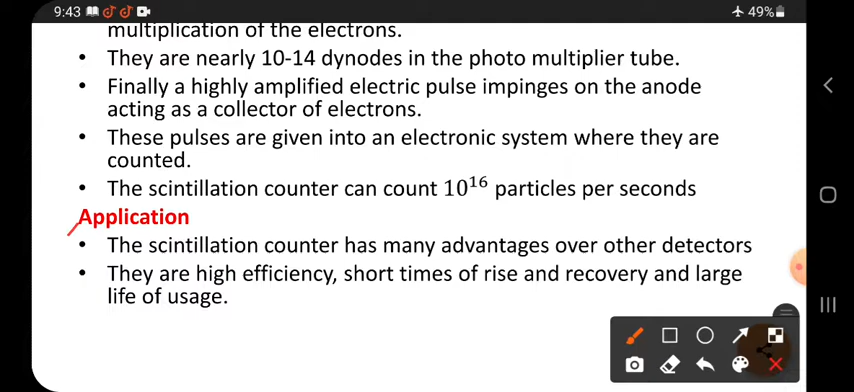 9:43
49%
multiplication of the electrons.
• They are nearly 10-14 dynodes in the photo multiplier tube.
• Finally a highly amplified electric pulse impinges on the anode
acting as a collector of electrons.
• These pulses are given into an electronic system where they are
counted.
• The scintillation counter can count 10¹⁶ particles per seconds
Application
• The scintillation counter has many advantages over other detectors
• They are high efficiency, short times of rise and recovery and large
life of usage.